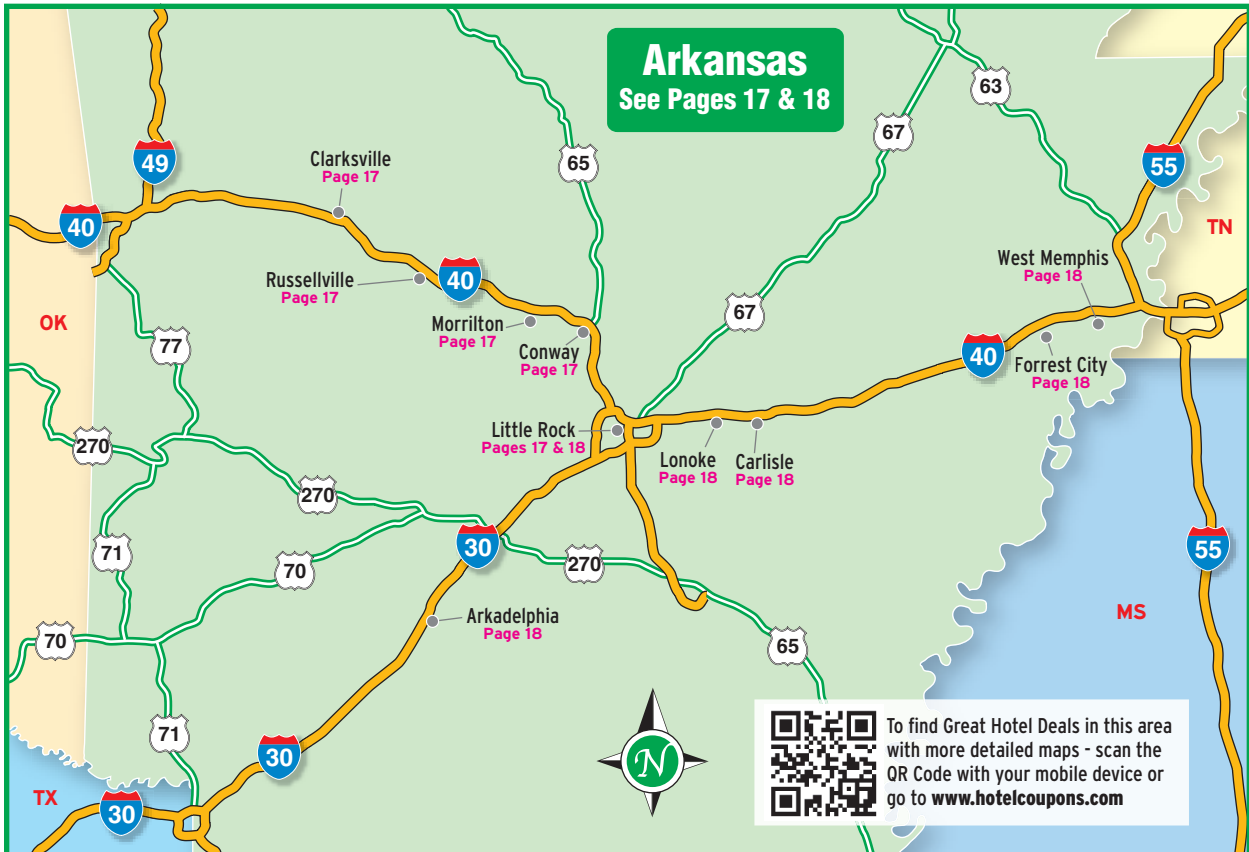 Arkansas
See Pages 17 & 18
63
67
65
55
49
Clarksville
Page 17
40
TN
West Memphis
Page 18
Russellville
Page 17
40
67
OK
Morrilton
Page 17
77
Conway
Page 17
40
Forrest City
Page 18
Little Rock
Pages 17 & 18
270
Lonoke
Page 18
Carlisle
Page 18
270
71
30
55
70
270
Arkadelphia
Page 18
MS
70
65
71
30
N
To find Great Hotel Deals in this area
with more detailed maps - scan the
QR Code with your mobile device or
go to www.hotelcoupons.com
TX
30